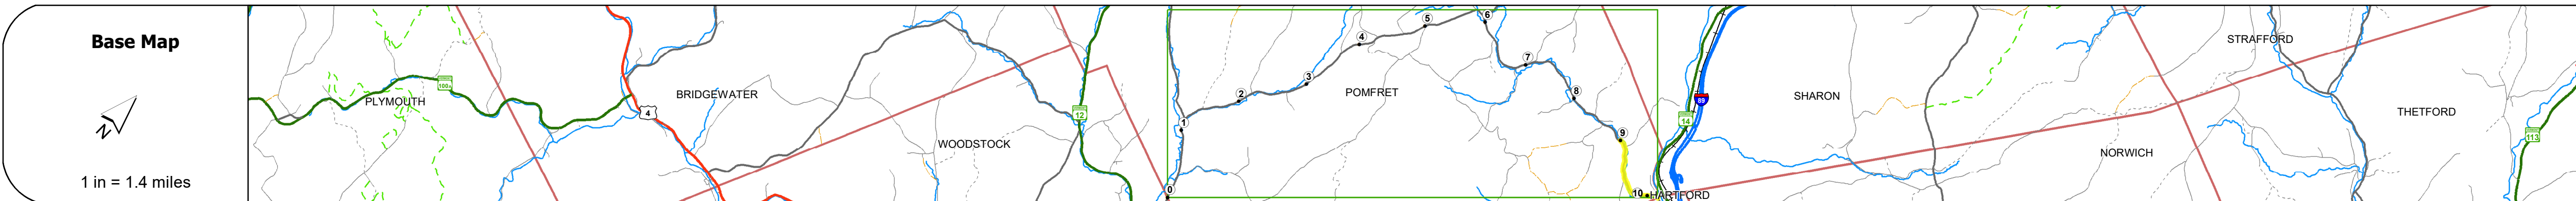 Base Map
N
1 in = 1.4 miles
PLYMOUTH
100A
4
BRIDGEWATER
WOODSTOCK
12
0
1
2
3
4
5
6
7
8
9
10
POMFRET
HARTFORD
14
89
SHARON
STRAFFORD
NORWICH
THETFORD
113